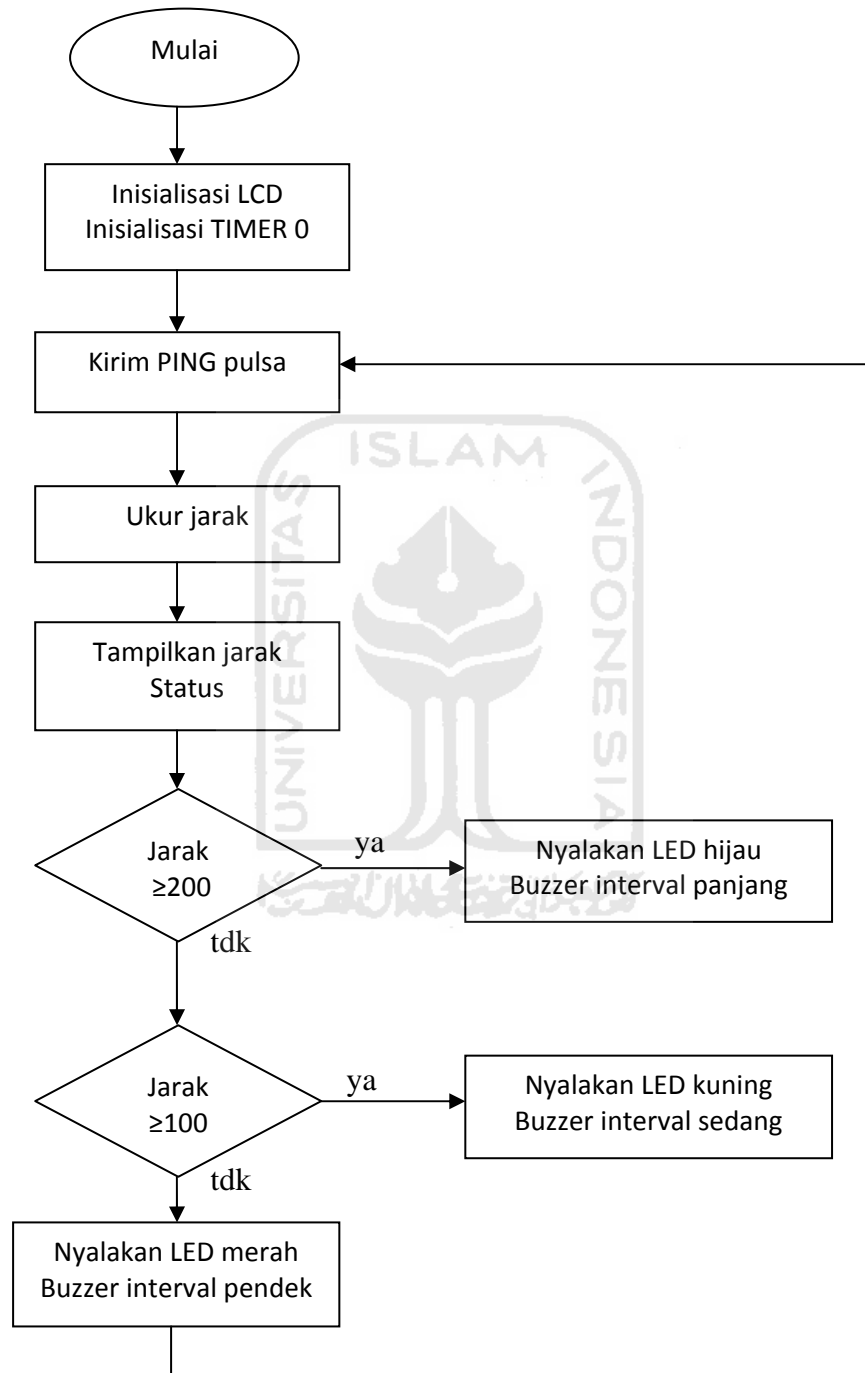 Mulai
Inisialisasi LCD
Inisialisasi TIMER 0
Kirim PING pulsa
Ukur jarak
Tampilkan jarak
Status
Jarak
≥200
ya
Nyalakan LED hijau
Buzzer interval panjang
tdk
Jarak
≥100
ya
Nyalakan LED kuning
Buzzer interval sedang
tdk
Nyalakan LED merah
Buzzer interval pendek
UNIVERSITAS
ISLAM
INDONESIA